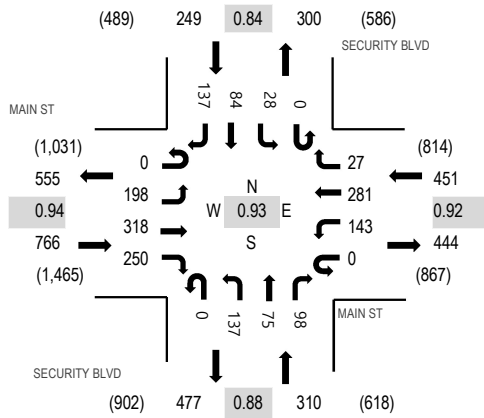 (489) 249 0.84 300 (586)
SECURITY BLVD
137 84 28 0
MAIN ST
(1,031) 0 27 (814)
555 198 N 281 451
0.94 318 W 0.93 E 143 0.92
766 250 S 0 444
(1,465) (867)
0 137 75 98
MAIN ST
SECURITY BLVD
(902) 477 0.88 310 (618)